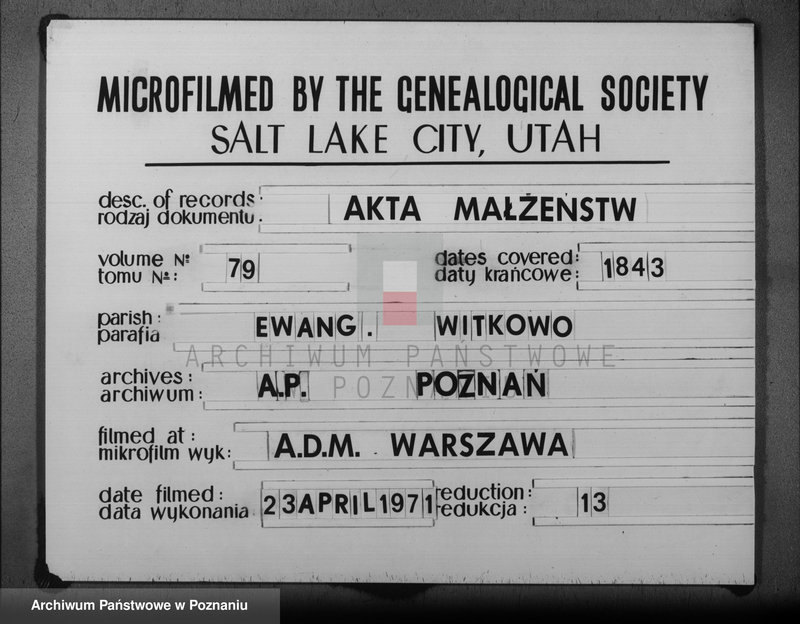 MICROFILMED BY THE GENEALOGICAL SOCIETY
SALT LAKE CITY, UTAH
desc. of records:
rodzaj dokumentu: AKTA MAŁŻEŃSTW
volume Nº
tomu Nº: 79
dates covered:
daty krańcowe: 1843
parish:
parafia EWANG. WITKOWO
ARCHIWUM PAŃSTWOWE
W POZNANIU
archives:
archiwum: A.P. POZNAŃ
filmed at:
mikrofilm wyk: A.D.M. WARSZAWA
date filmed:
data wykonania 23APRIL1971
reduction:
redukcja: 13
Archiwum Państwowe w Poznaniu